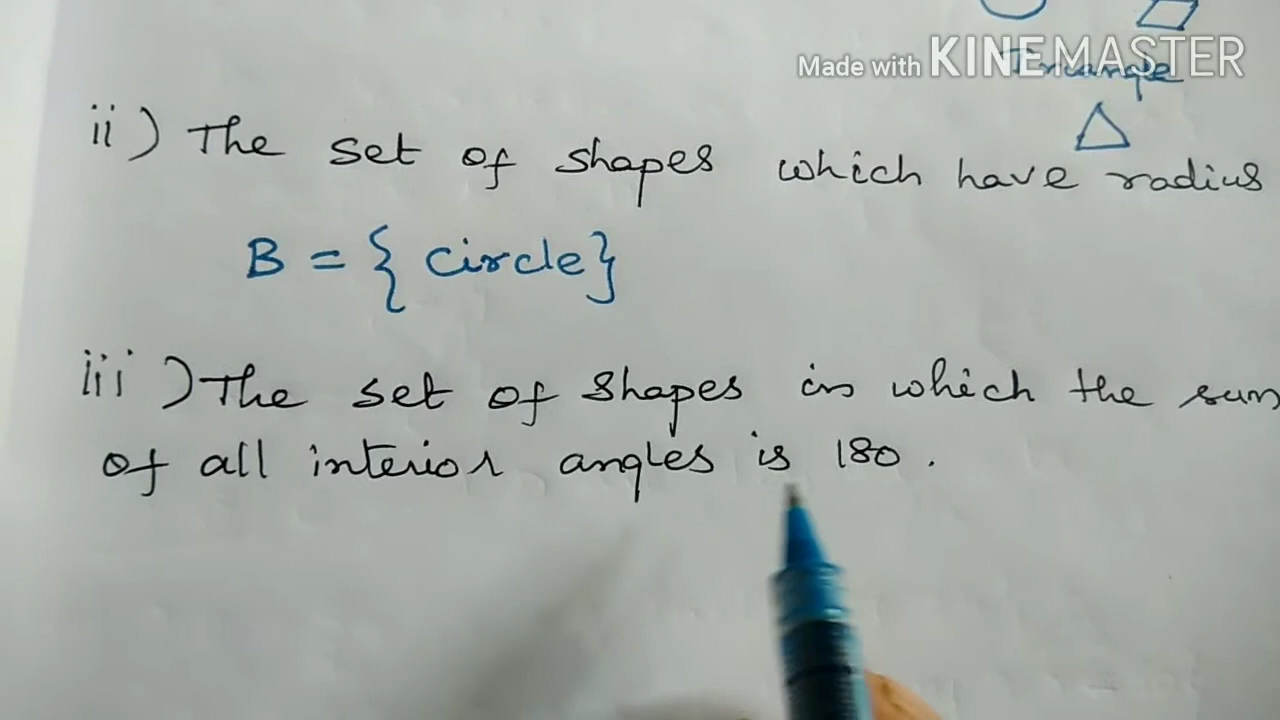 Made with KINEMASTER
Triangle
ii) The set of shapes which have radius
B = { circle}
iii) The set of shapes in which the sum
of all interior angles is 180.